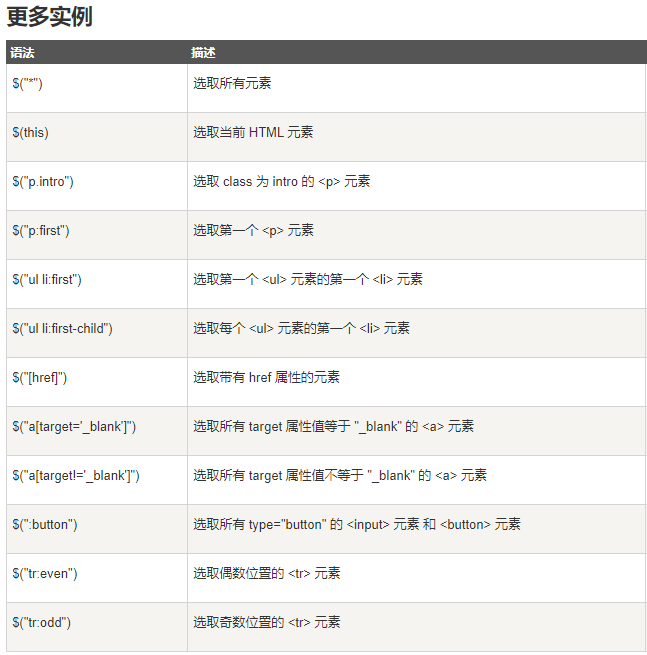 更多实例
语法 描述
$("*") 选取所有元素
$(this) 选取当前 HTML 元素
$("p.intro") 选取 class 为 intro 的 <p> 元素
$("p:first") 选取第一个 <p> 元素
$("ul li:first") 选取第一个 <ul> 元素的第一个 <li> 元素
$("ul li:first-child") 选取每个 <ul> 元素的第一个 <li> 元素
$("[href]") 选取带有 href 属性的元素
$("a[target='_blank']") 选取所有 target 属性值等于 "_blank" 的 <a> 元素
$("a[target!='_blank']") 选取所有 target 属性值不等于 "_blank" 的 <a> 元素
$(":button") 选取所有 type="button" 的 <input> 元素 和 <button> 元素
$("tr:even") 选取偶数位置的 <tr> 元素
$("tr:odd") 选取奇数位置的 <tr> 元素